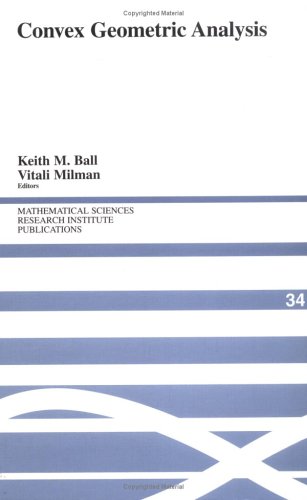 Copyrighted Material
Convex Geometric Analysis
Keith M. Ball
Vitali Milman
Editors
MATHEMATICAL SCIENCES
RESEARCH INSTITUTE
PUBLICATIONS
34
Copyrighted Material